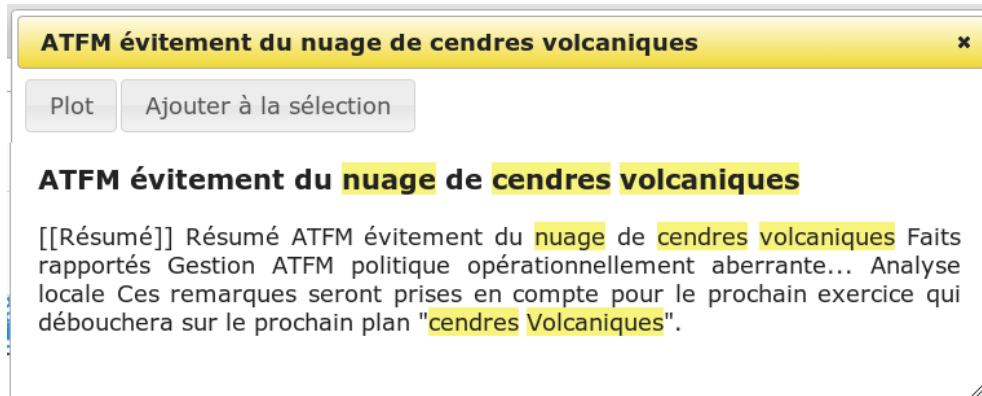 ATFM évitement du nuage de cendres volcaniques
Plot Ajouter à la sélection
ATFM évitement du nuage de cendres volcaniques
[[Résumé]] Résumé ATFM évitement du nuage de cendres volcaniques Faits
rapportés Gestion ATFM politique opérationnellement aberrante... Analyse
locale Ces remarques seront prises en compte pour le prochain exercice qui
débouchera sur le prochain plan "cendres Volcaniques".